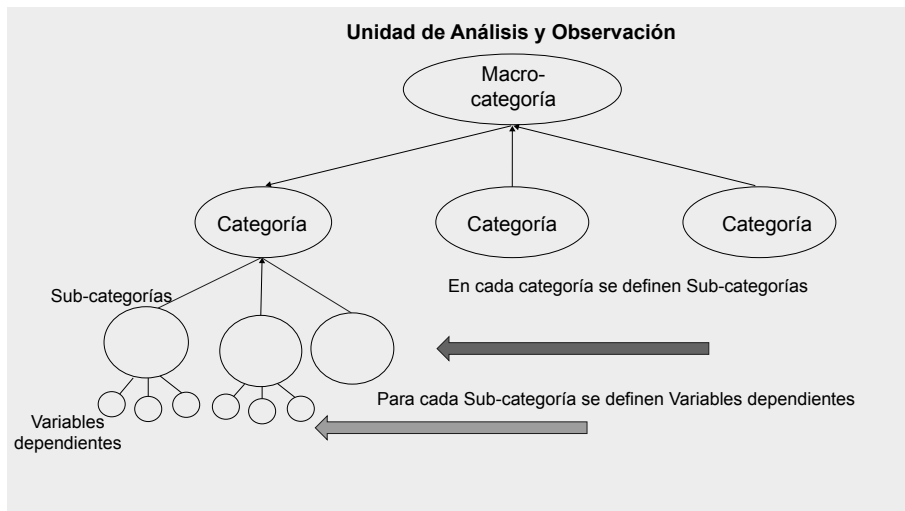 Unidad de Análisis y Observación
Macro-
categoría
Categoría
Categoría
Categoría
En cada categoría se definen Sub-categorías
Sub-categorías
Para cada Sub-categoría se definen Variables dependientes
Variables
dependientes